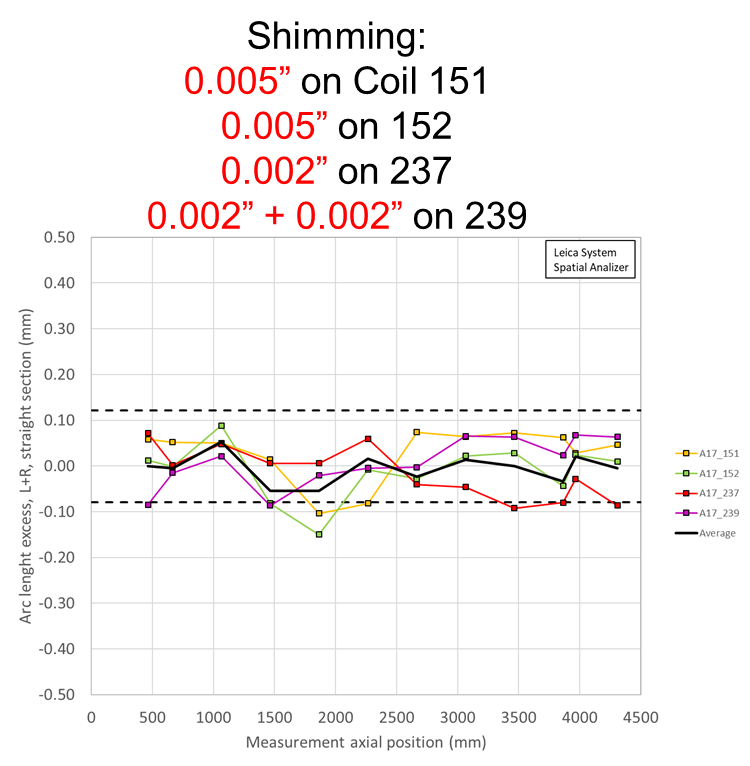 Shimming:
0.005” on Coil 151
0.005” on 152
0.002” on 237
0.002” + 0.002” on 239
0.50
0.40
0.30
0.20
0.10
0.00
-0.10
-0.20
-0.30
-0.40
-0.50
Arc lenght excess, L+R, straight section (mm)
Leica System
Spatial Analizer
A17_151
A17_152
A17_237
A17_239
Average
0 500 1000 1500 2000 2500 3000 3500 4000 4500
Measurement axial position (mm)